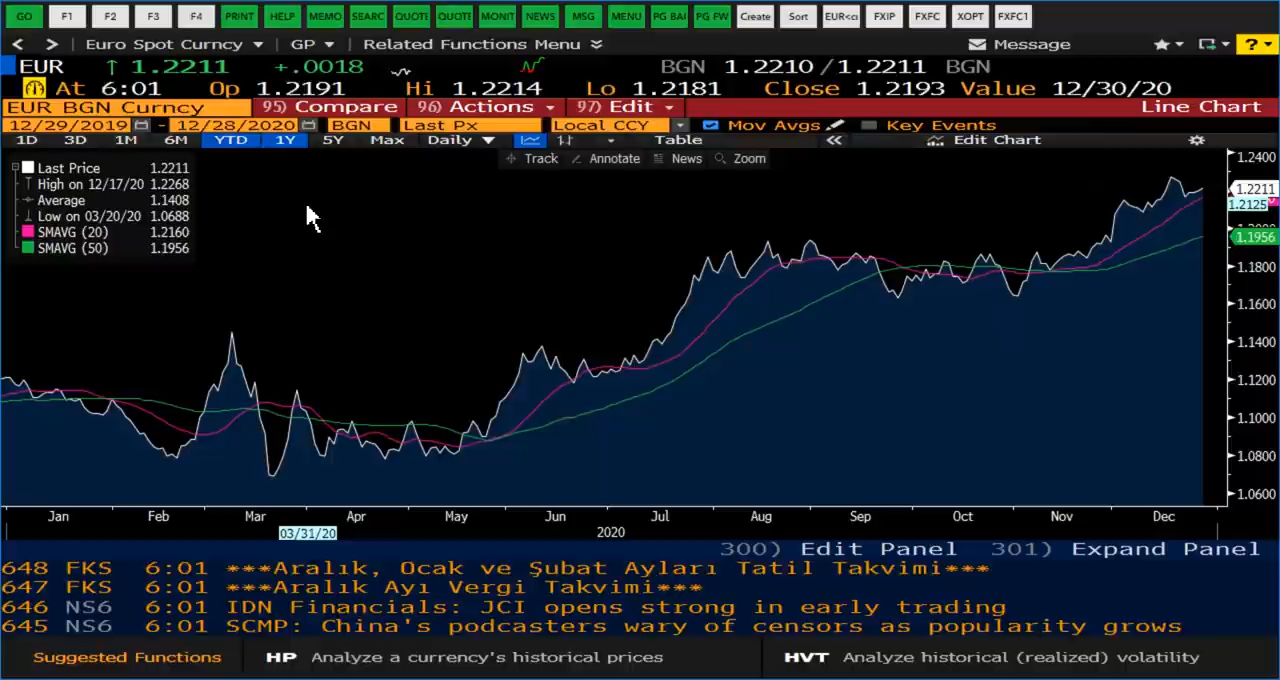 GO F1 F2 F3 F4 PRINT HELP MEMO SEARC QUOTE QUOTE MONIT NEWS MSG MENU PG BAI PG FW Create Sort EUR<ci FXIP FXFC XOPT FXFC1
< > Euro Spot Curncy GP Related Functions Menu Message ?
EUR ↑ 1.2211 +.0018 BGN 1.2210 / 1.2211 BGN
At 6:01 Op 1.2191 Hi 1.2214 Lo 1.2181 Close 1.2193 Value 12/30/20
EUR BGN Curncy 95) Compare 96) Actions 97) Edit Line Chart
12/29/2019 - 12/28/2020 BGN Last Px Local CCY Mov Avgs Key Events
1D 3D 1M 6M YTD 1Y 5Y Max Daily Table « Edit Chart
Track Annotate News Zoom
Last Price 1.2211
High on 12/17/20 1.2268
Average 1.1408
Low on 03/20/20 1.0688
SMAVG (20) 1.2160
SMAVG (50) 1.1956
1.2400
1.2211
1.2125
1.1956
1.1800
1.1600
1.1400
1.1200
1.1000
1.0800
1.0600
Jan Feb Mar Apr May Jun Jul Aug Sep Oct Nov Dec
03/31/20 2020
300) Edit Panel 301) Expand Panel
648 FKS 6:01 ***Aralık, Ocak ve Şubat Ayları Tatil Takvimi***
647 FKS 6:01 ***Aralık Ayı Vergi Takvimi***
646 NS6 6:01 IDN Financials: JCI opens strong in early trading
645 NS6 6:01 SCMP: China's podcasters wary of censors as popularity grows
Suggested Functions HP Analyze a currency's historical prices HVT Analyze historical (realized) volatility